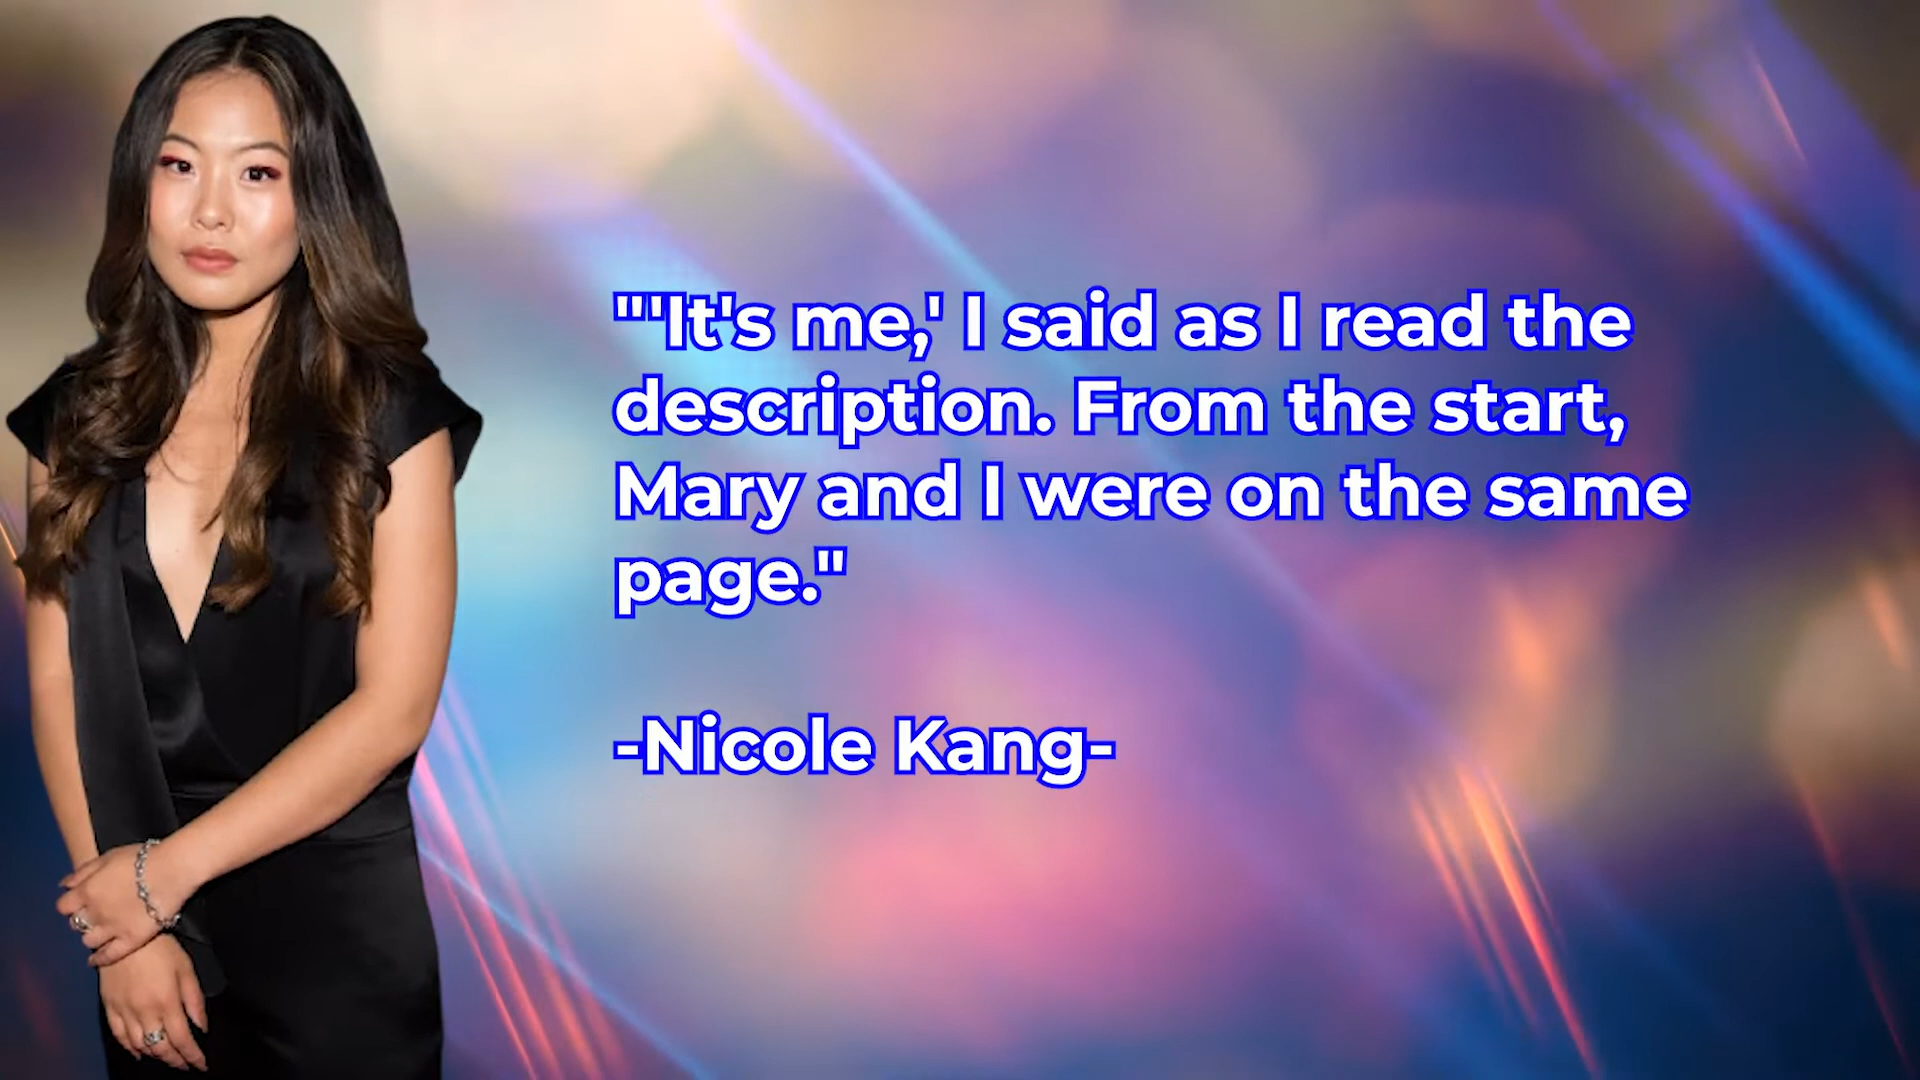 "'It's me,' I said as I read the
description. From the start,
Mary and I were on the same
page."
-Nicole Kang-